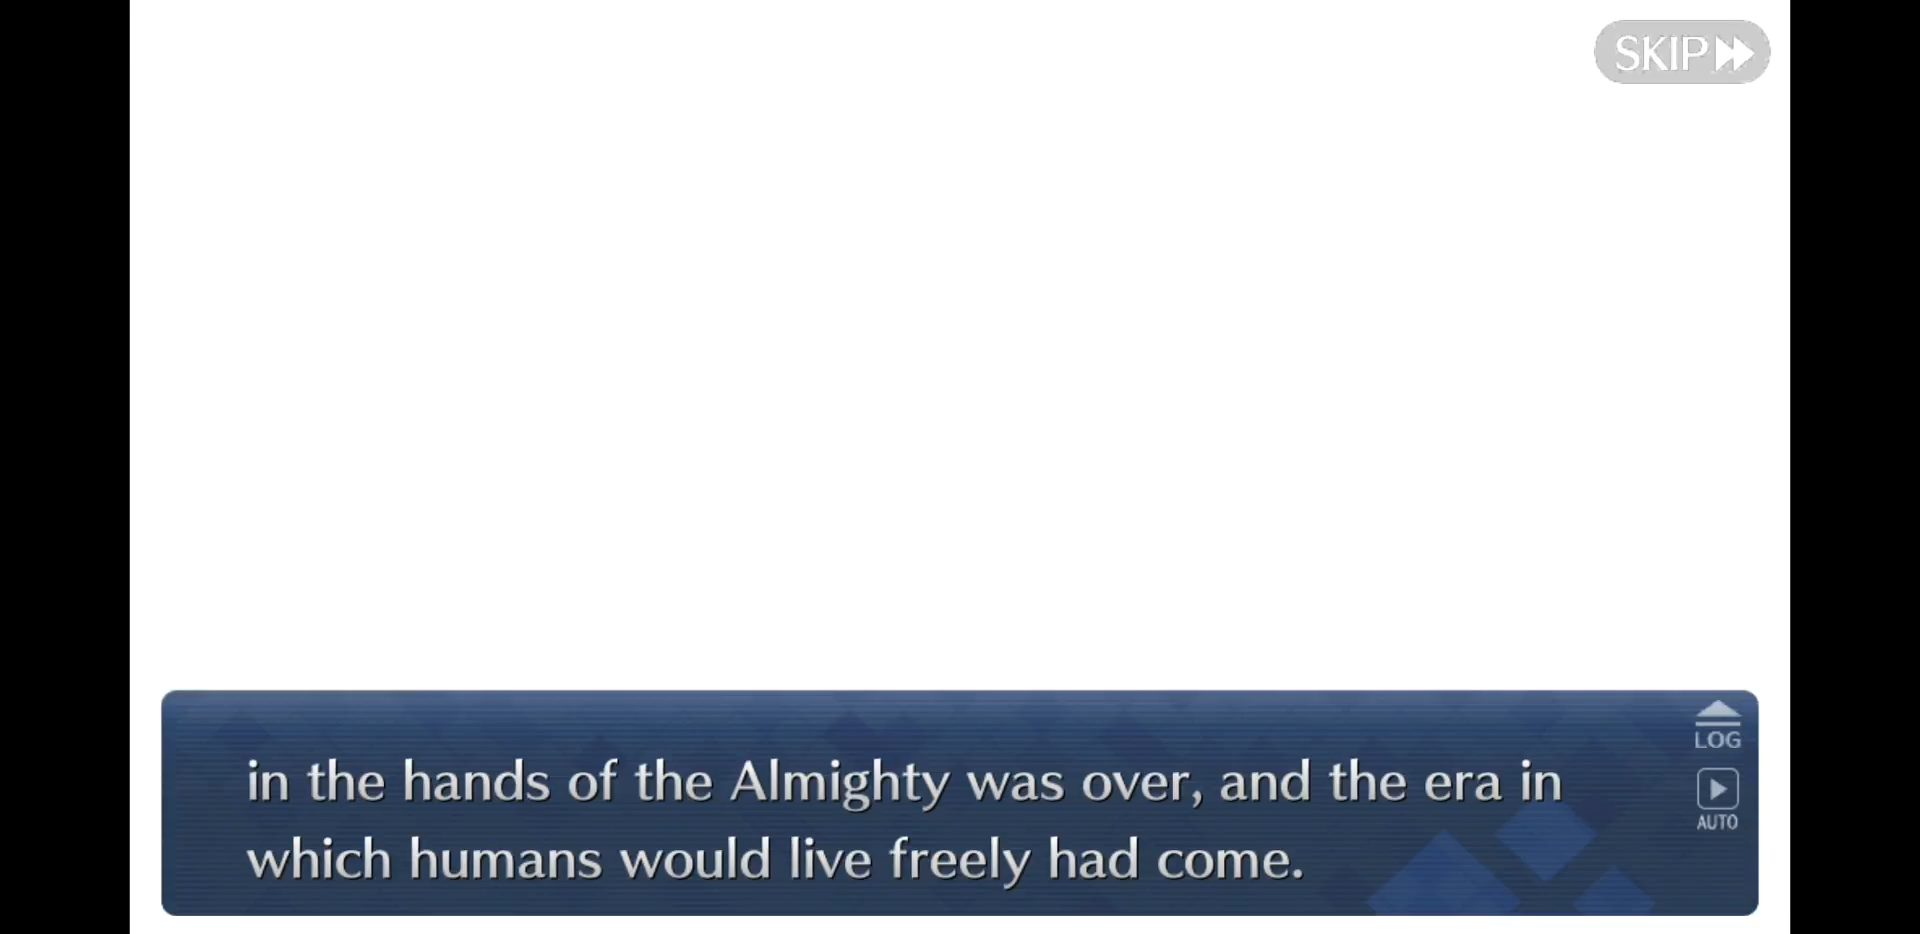 SKIP
LOG
AUTO
in the hands of the Almighty was over, and the era in
which humans would live freely had come.